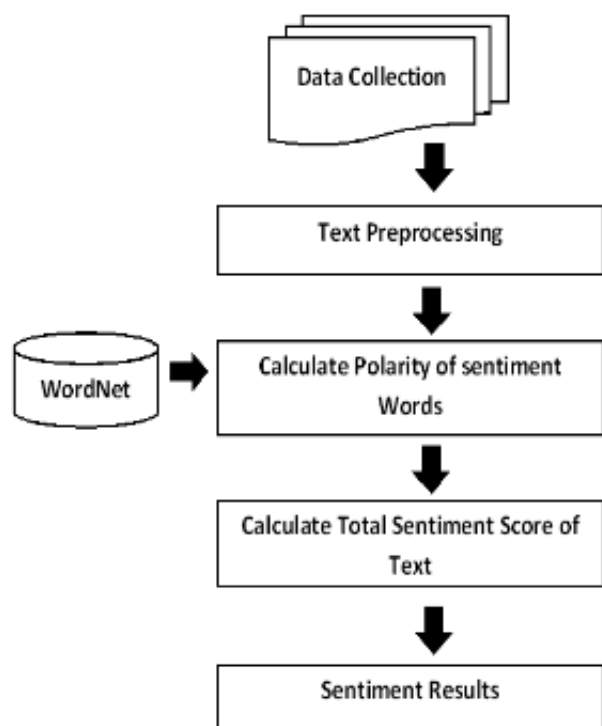 Data Collection
Text Preprocessing
WordNet
Calculate Polarity of sentiment
Words
Calculate Total Sentiment Score of
Text
Sentiment Results